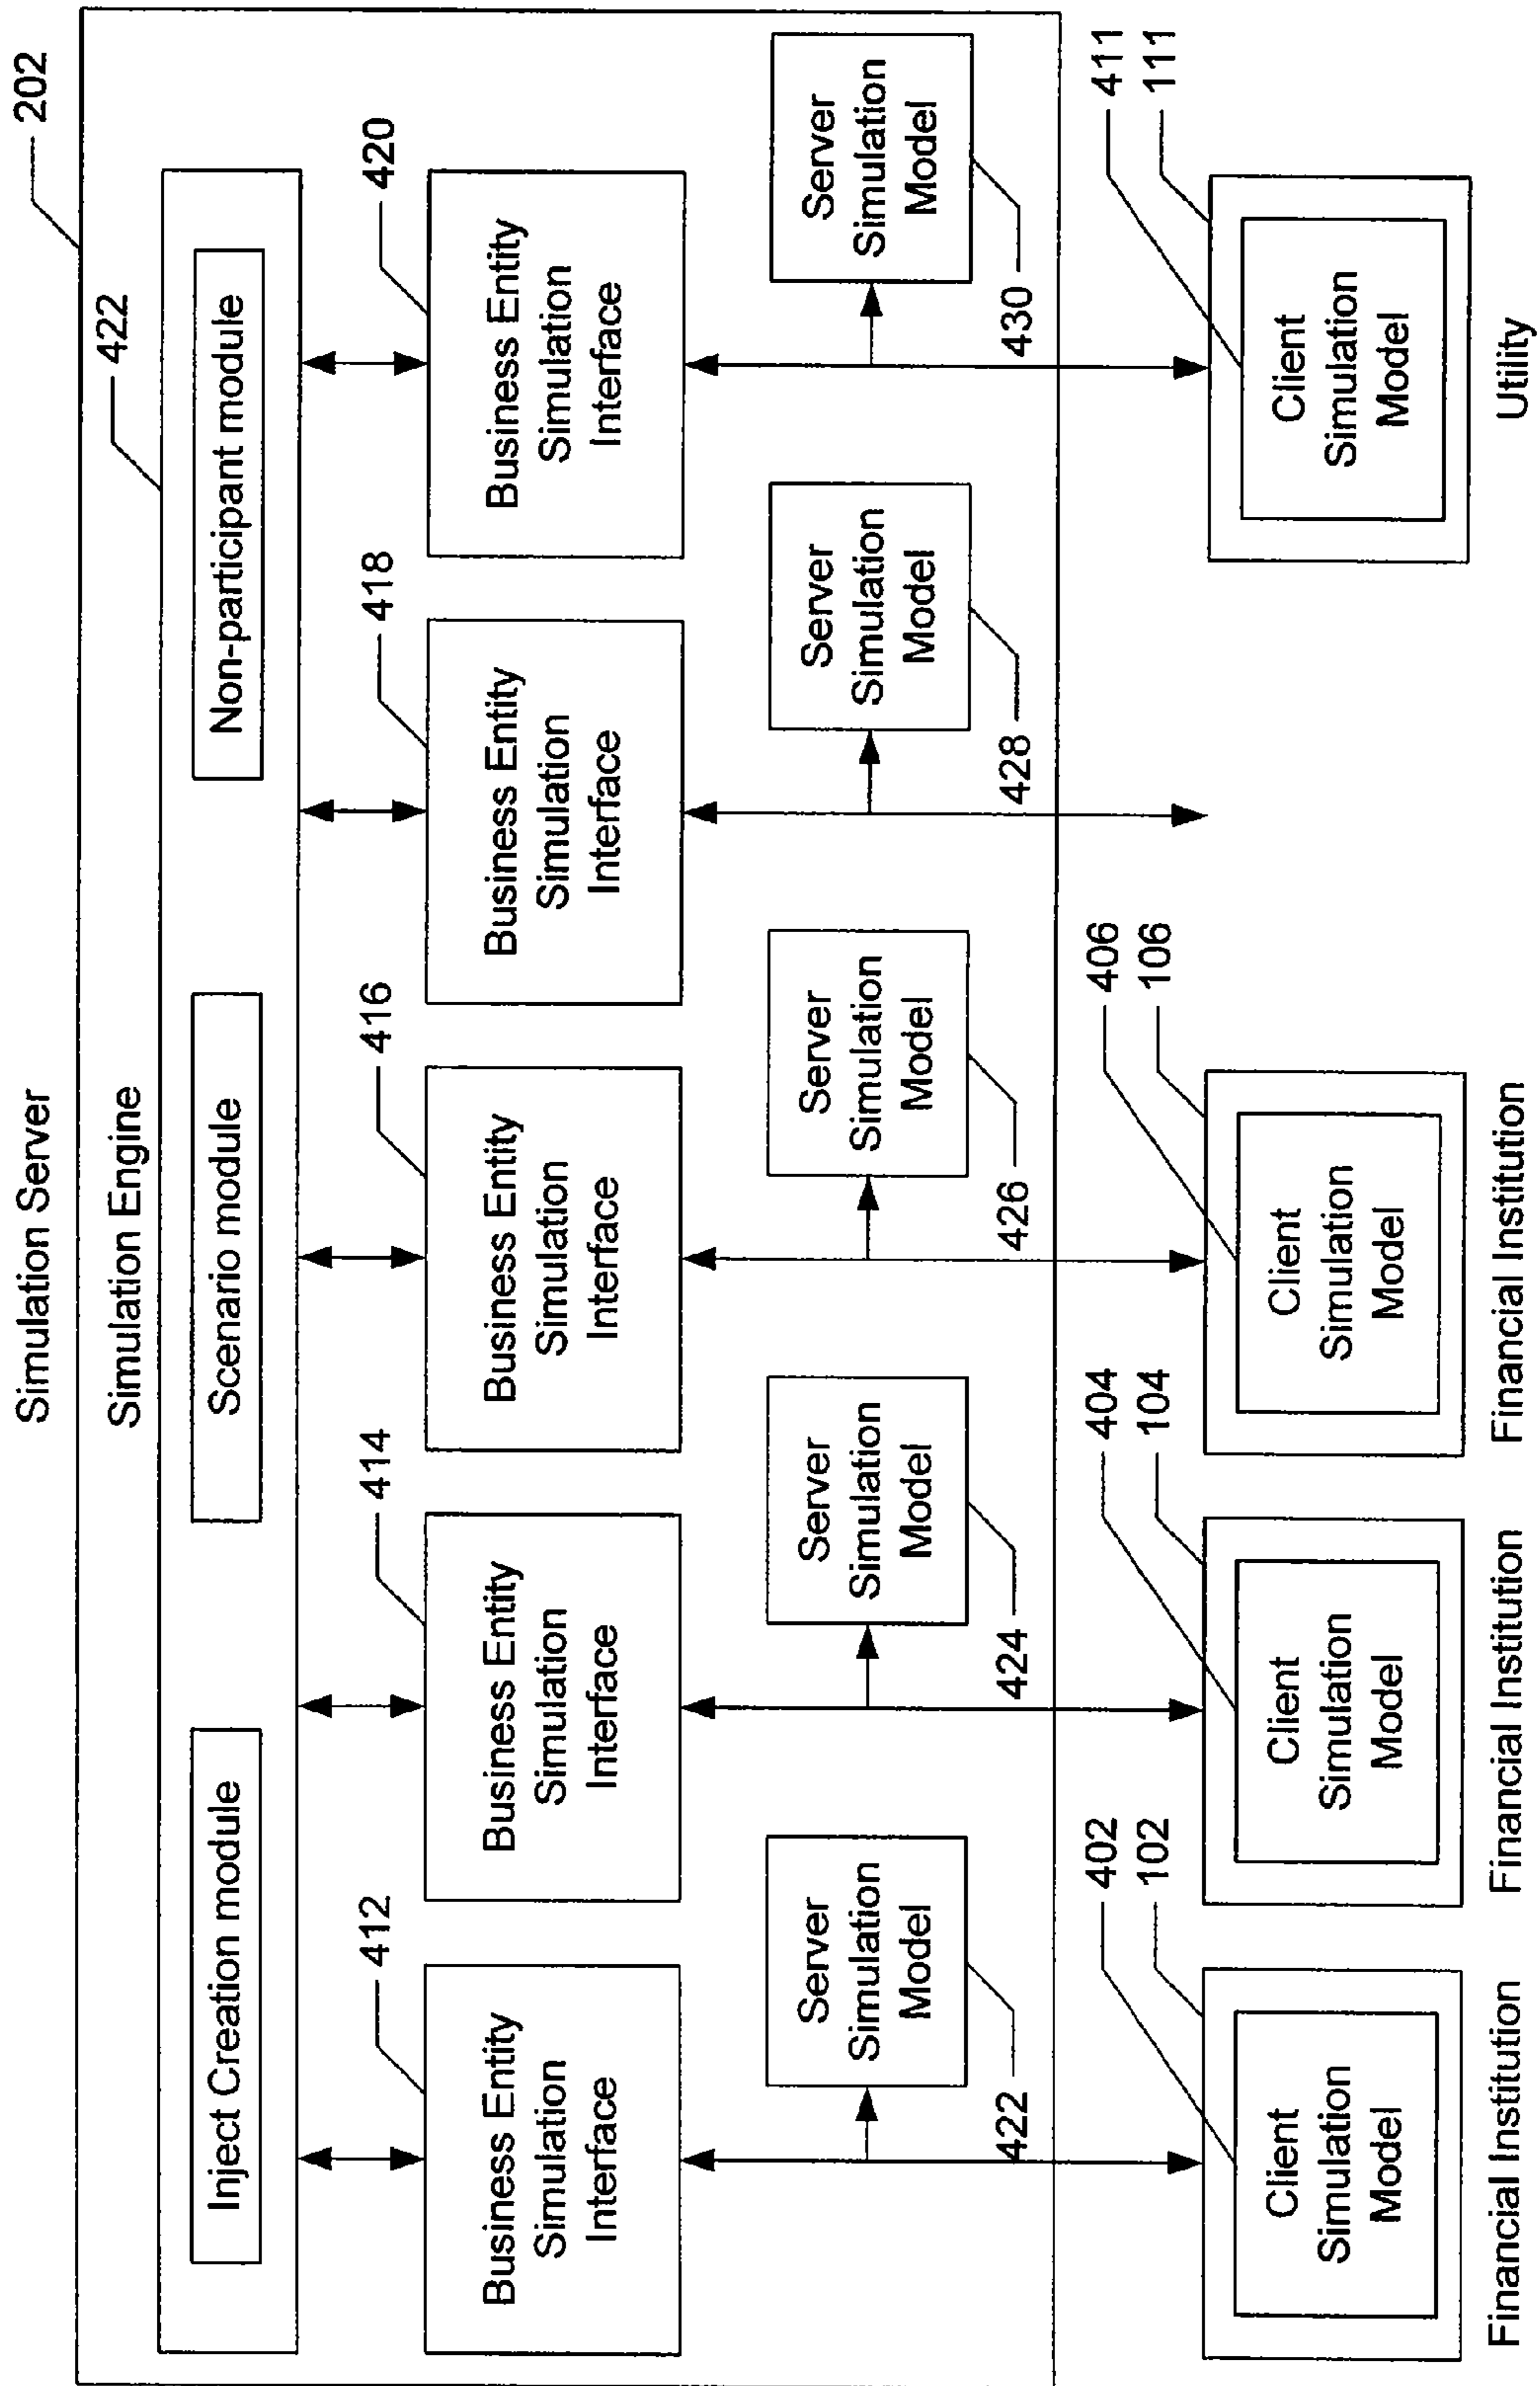 Simulation Server
202
Simulation Engine
422
Inject Creation module
Scenario module
Non-participant module
412
414
416
418
420
Business Entity
Simulation
Interface
Business Entity
Simulation
Interface
Business Entity
Simulation
Interface
Business Entity
Simulation
Interface
Business Entity
Simulation
Interface
Server
Simulation
Model
Server
Simulation
Model
Server
Simulation
Model
Server
Simulation
Model
Server
Simulation
Model
422
424
426
428
430
402
102
404
104
406
106
411
111
Client
Simulation
Model
Client
Simulation
Model
Client
Simulation
Model
Client
Simulation
Model
Financial Institution
Financial Institution
Financial Institution
Utility